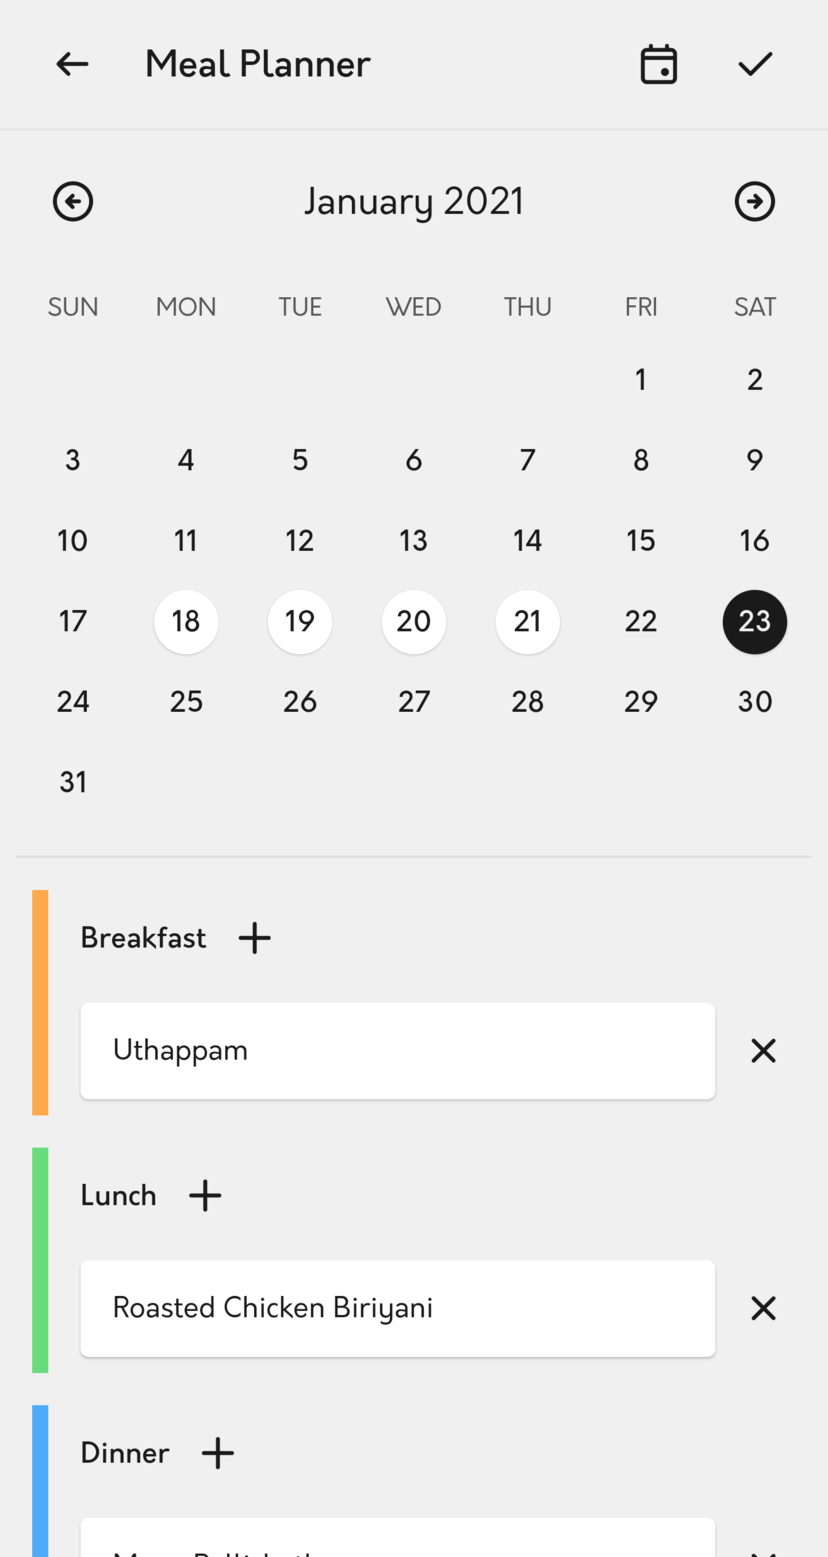 Meal Planner
January 2021
SUN MON TUE WED THU FRI SAT
1 2
3 4 5 6 7 8 9
10 11 12 13 14 15 16
17 18 19 20 21 22 23
24 25 26 27 28 29 30
31
Breakfast
Uthappam
Lunch
Roasted Chicken Biriyani
Dinner